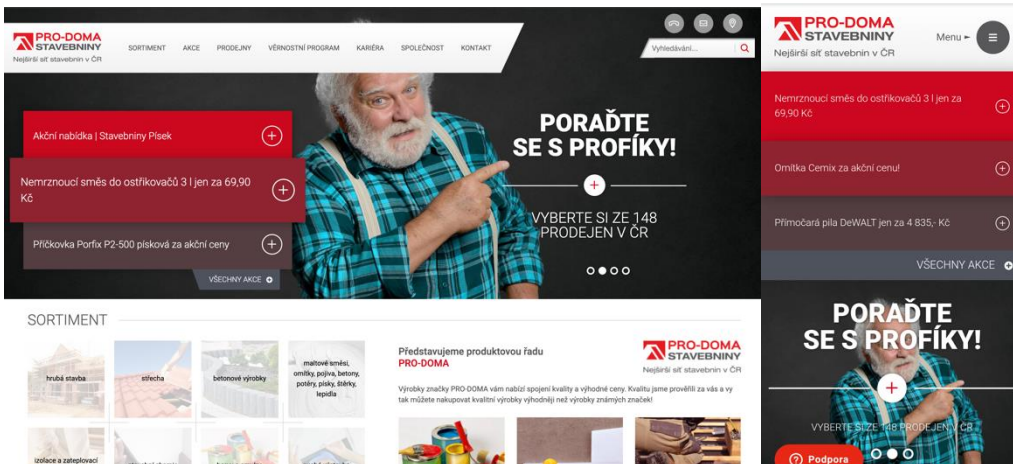 PRO-DOMA
STAVEBNINY
Nejširší síť stavebnin v ČR
SORTIMENT AKCE PRODEJNY VĚRNOSTNÍ PROGRAM KARIÉRA SPOLEČNOST KONTAKT
Vyhledávání...
Akční nabídka | Stavebniny Písek
Nemrznoucí směs do ostřikovačů 3 l jen za 69,90
Kč
Příčkovka Porfix P2-500 písková za akční ceny
VŠECHNY AKCE
PORAĎTE
SE S PROFÍKY!
VYBERTE SI ZE 148
PRODEJEN V ČR
SORTIMENT
hrubá stavba
střecha
betonové výrobky
maltové směsi,
omítky, pojiva, betony,
potěry, písky, štěrky,
lepidla
izolace a zateplovací
Představujeme produktovou řadu
PRO-DOMA
PRO-DOMA
STAVEBNINY
Nejširší síť stavebnin v ČR
Výrobky značky PRO-DOMA vám nabízí spojení kvality a výhodné ceny. Kvalitu jsme prověřili za vás a vy
tak můžete nakupovat kvalitní výrobky výhodněji než výrobky známých značek!
PRO-DOMA
STAVEBNINY
Nejširší síť stavebnin v ČR
Menu
Nemrznoucí směs do ostřikovačů 3 l jen za
69,90 Kč
Omítka Cemix za akční cenu!
Přímočará pila DeWALT jen za 4 835,- Kč
VŠECHNY AKCE
PORAĎTE
SE S PROFÍKY!
VYBERTE SI ZE 148 PRODEJEN V ČR
Podpora